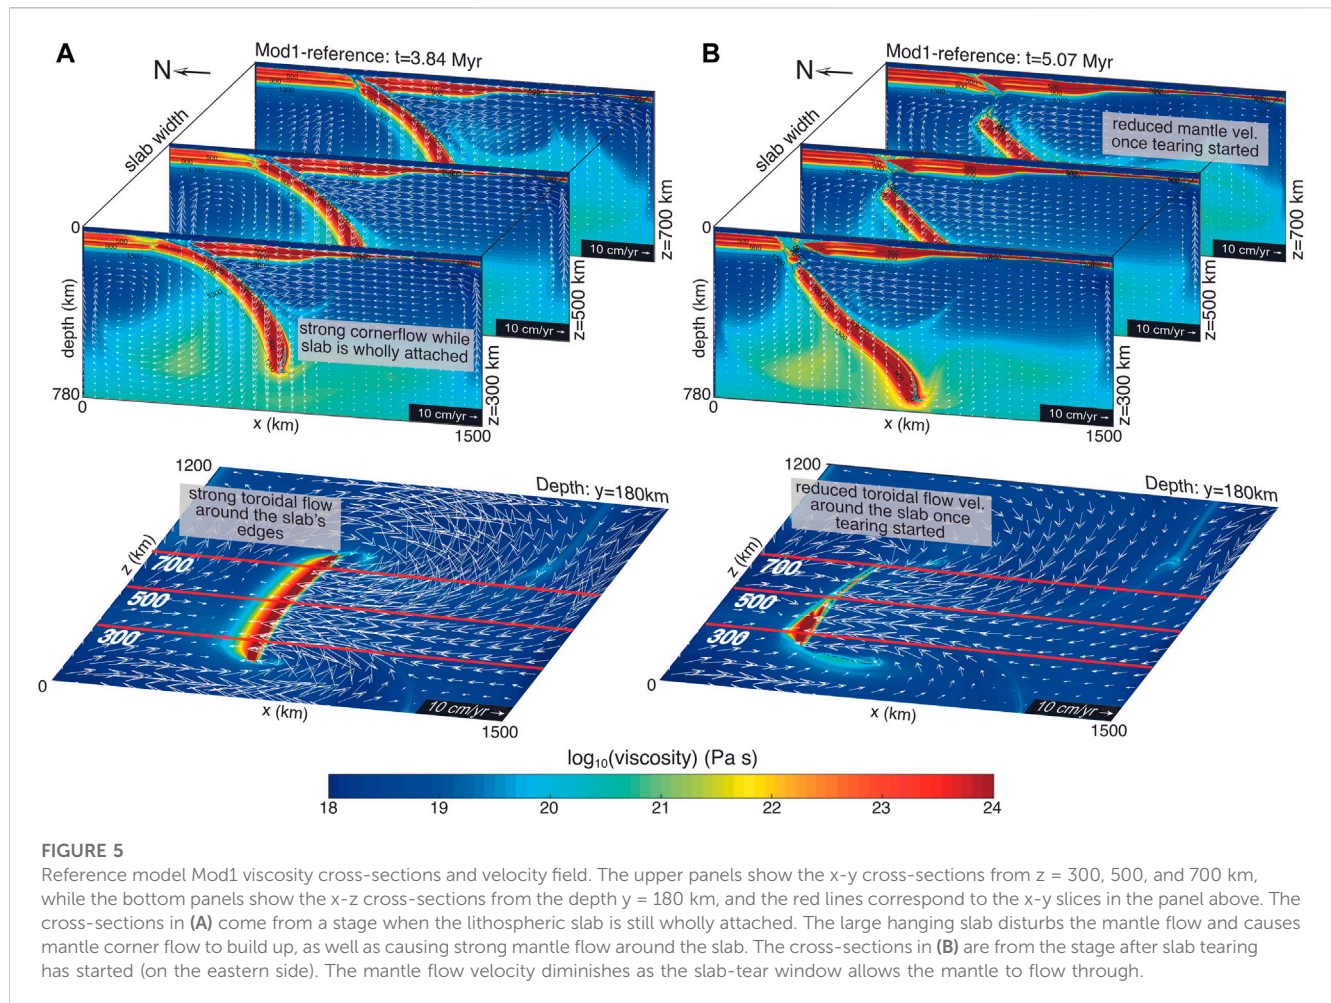 A
Mod1-reference: t=3.84 Myr
N
slab width
z=700 km
0
10 cm/yr
z=500 km
depth (km)
strong cornerflow while
slab is wholly attached
10 cm/yr
z=300 km
780
10 cm/yr
0
x (km)
1500
B
Mod1-reference: t=5.07 Myr
N
slab width
reduced mantle vel.
once tearing started
z=700 km
0
10 cm/yr
z=500 km
depth (km)
10 cm/yr
z=300 km
780
10 cm/yr
0
x (km)
1500
1200
Depth: y=180km
strong toroidal flow
around the slab's
edges
z (km)
700
500
300
0
x (km)
10 cm/yr
1500
1200
Depth: y=180km
reduced toroidal flow vel.
around the slab once
tearing started
z (km)
700
500
300
0
x (km)
10 cm/yr
1500
log₁₀(viscosity) (Pa s)
18 19 20 21 22 23 24
FIGURE 5
Reference model Mod1 viscosity cross-sections and velocity field. The upper panels show the x-y cross-sections from z = 300, 500, and 700 km,
while the bottom panels show the x-z cross-sections from the depth y = 180 km, and the red lines correspond to the x-y slices in the panel above. The
cross-sections in (A) come from a stage when the lithospheric slab is still wholly attached. The large hanging slab disturbs the mantle flow and causes
mantle corner flow to build up, as well as causing strong mantle flow around the slab. The cross-sections in (B) are from the stage after slab tearing
has started (on the eastern side). The mantle flow velocity diminishes as the slab-tear window allows the mantle to flow through.